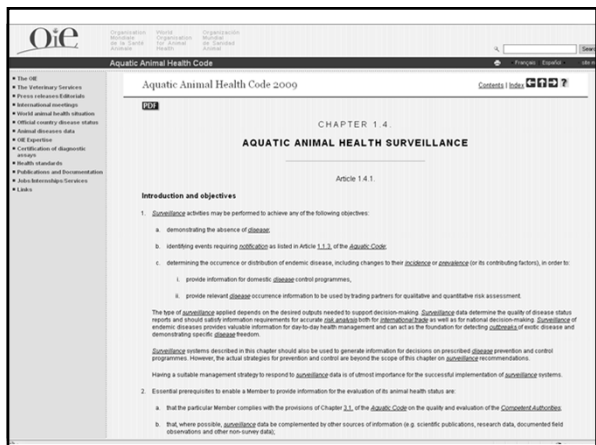 Oie
Organisation Mondiale de la Santé Animale
World Organisation for Animal Health
Organización Mundial de Sanidad Animal
Aquatic Animal Health Code
Français Español
The OIE
The Veterinary Services
Press releases/Editorials
International meetings
World animal health situation
Official country disease status
Animal diseases data
OIE Expertise
Certification of diagnostic
assays
Health standards
Publications and Documentation
Jobs/Internships/Services
Links
Aquatic Animal Health Code 2009
Contents | Index ?
PDF
CHAPTER 1.4.
AQUATIC ANIMAL HEALTH SURVEILLANCE
Article 1.4.1.
Introduction and objectives
1. Surveillance activities may be performed to achieve any of the following objectives:
a. demonstrating the absence of disease;
b. identifying events requiring notification as listed in Article 1.1.3. of the Aquatic Code;
c. determining the occurrence or distribution of endemic disease, including changes to their incidence or prevalence (or its contributing factors), in order to:
i. provide information for domestic disease control programmes,
ii. provide relevant disease occurrence information to be used by trading partners for qualitative and quantitative risk assessment.
The type of surveillance applied depends on the desired outputs needed to support decision-making. Surveillance data determine the quality of disease status
reports and should satisfy information requirements for accurate risk analysis both for international trade as well as for national decision-making. Surveillance of
endemic diseases provides valuable information for day-to-day health management and can act as the foundation for detecting outbreaks of exotic disease and
demonstrating specific disease freedom.
Surveillance systems described in this chapter should also be used to generate information for decisions on prescribed disease prevention and control
programmes. However, the actual strategies for prevention and control are beyond the scope of this chapter on surveillance recommendations.
Having a suitable management strategy to respond to surveillance data is of utmost importance for the successful implementation of surveillance systems.
2. Essential prerequisites to enable a Member to provide information for the evaluation of its animal health status are:
a. that the particular Member complies with the provisions of Chapter 3.1. of the Aquatic Code on the quality and evaluation of the Competent Authorities;
b. that, where possible, surveillance data be complemented by other sources of information (e.g. scientific publications, research data, documented field
observations and other non-survey data);